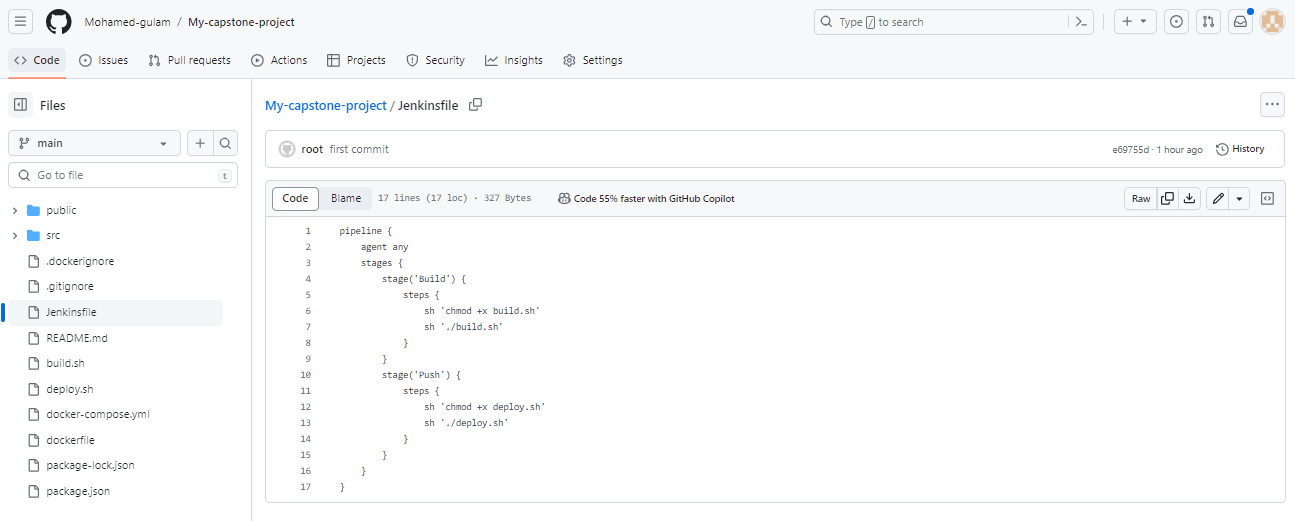 Mohamed-gulam / My-capstone-project
Type / to search
Code
Issues
Pull requests
Actions
Projects
Security
Insights
Settings
Files
main
Go to file
t
public
src
.dockerignore
.gitignore
Jenkinsfile
README.md
build.sh
deploy.sh
docker-compose.yml
dockerfile
package-lock.json
package.json
My-capstone-project / Jenkinsfile
root first commit
e69755d · 1 hour ago
History
Code
Blame
17 lines (17 loc) · 327 Bytes
Code 55% faster with GitHub Copilot
Raw
1 pipeline {
2 agent any
3 stages {
4 stage('Build') {
5 steps {
6 sh 'chmod +x build.sh'
7 sh './build.sh'
8 }
9 }
10 stage('Push') {
11 steps {
12 sh 'chmod +x deploy.sh'
13 sh './deploy.sh'
14 }
15 }
16 }
17 }